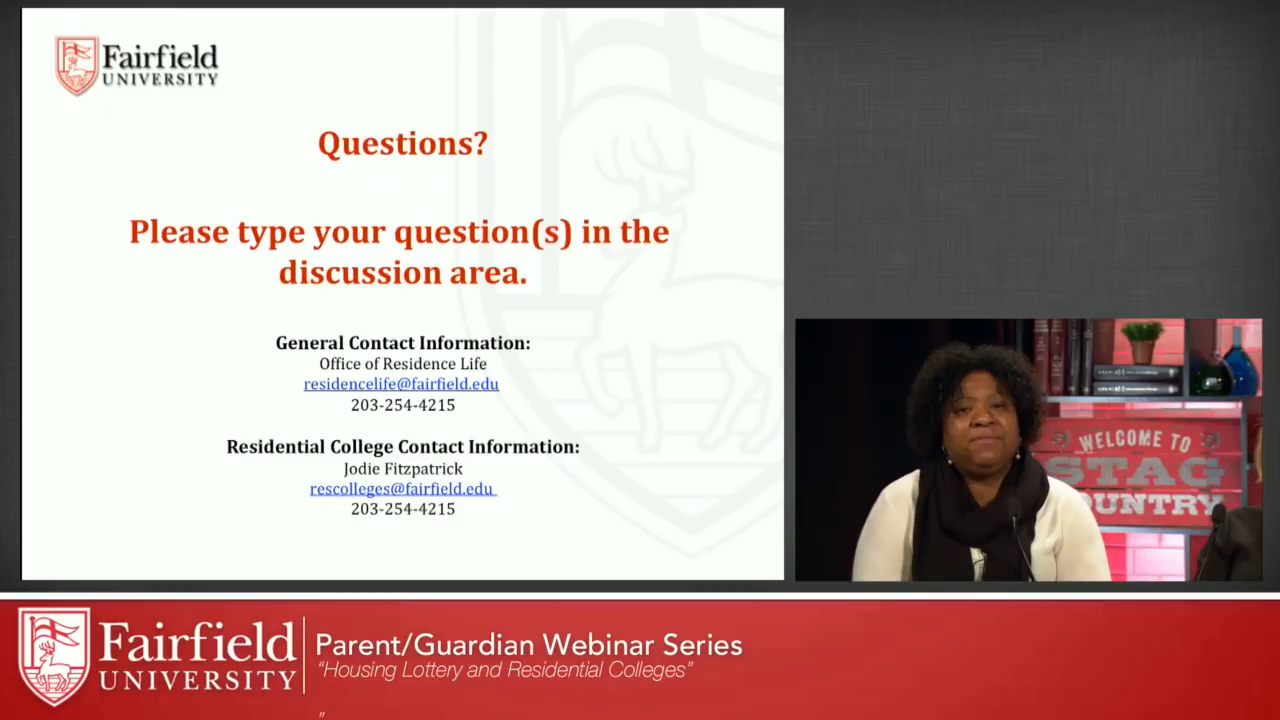 Fairfield
UNIVERSITY
Questions?
Please type your question(s) in the
discussion area.
General Contact Information:
Office of Residence Life
residencelife@fairfield.edu
203-254-4215
Residential College Contact Information:
Jodie Fitzpatrick
rescolleges@fairfield.edu
203-254-4215
WELCOME TO
STAG
OUNTRY
Fairfield
UNIVERSITY
Parent/Guardian Webinar Series
“Housing Lottery and Residential Colleges”
”